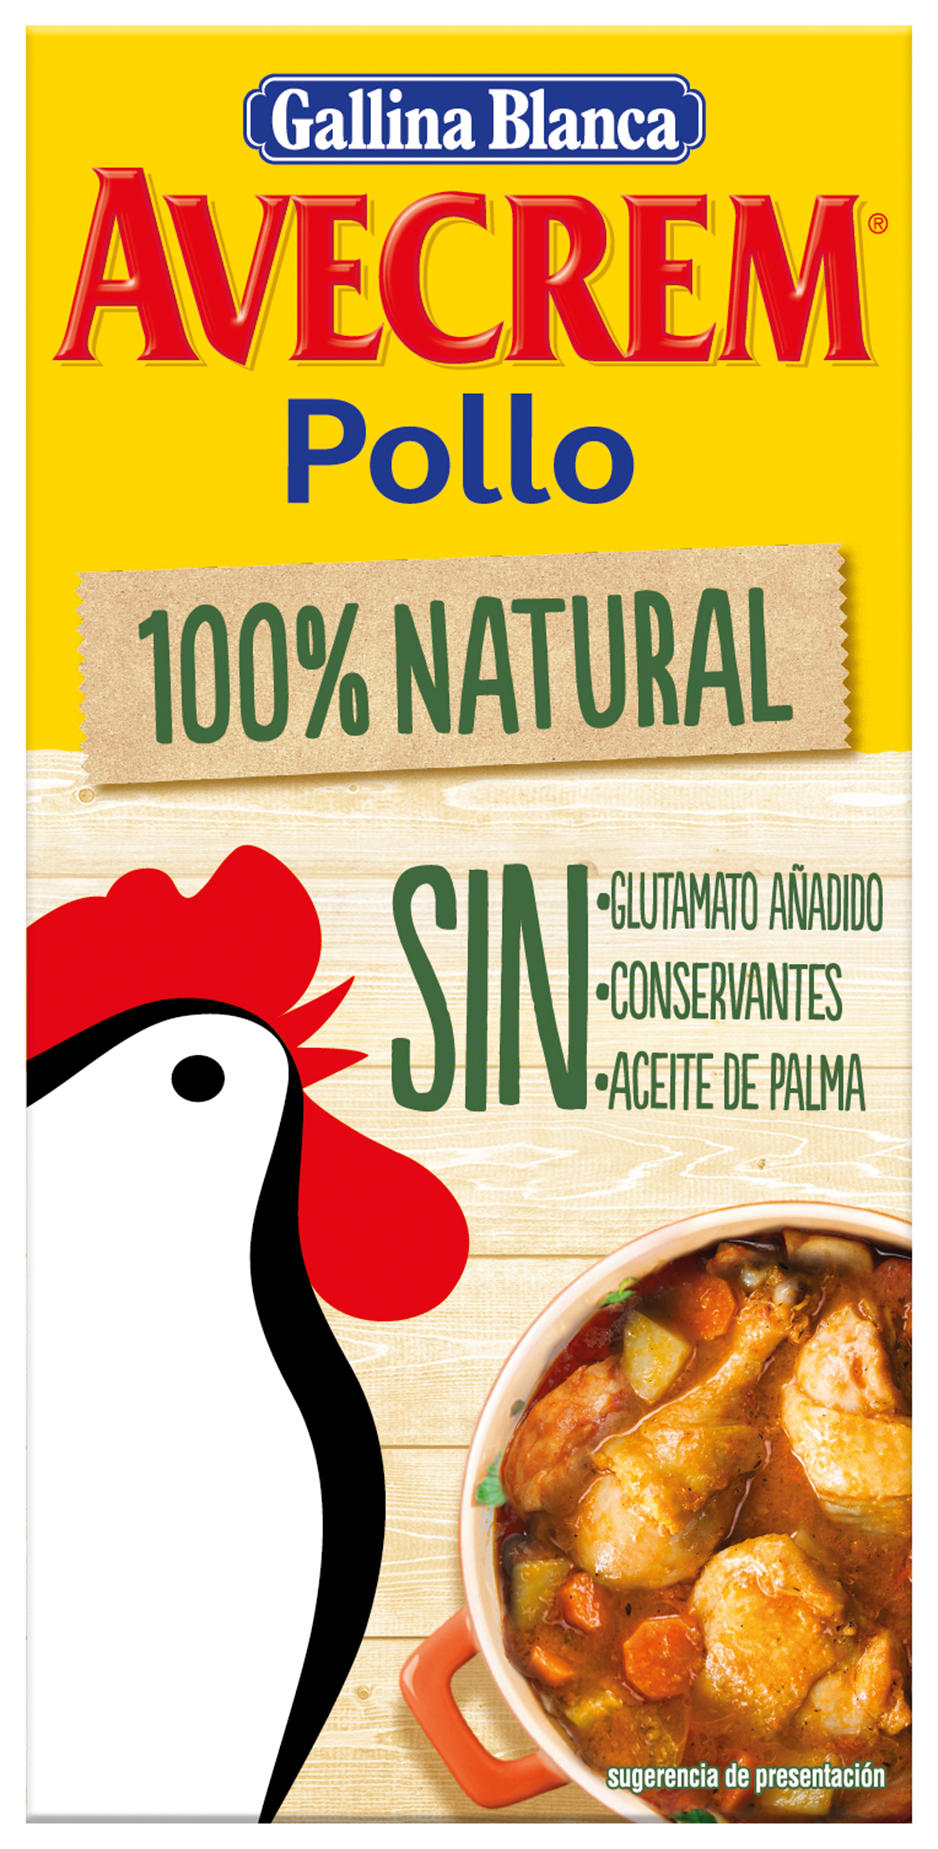 Gallina Blanca
AVECREM®
Pollo
100% NATURAL
SIN
•GLUTAMATO AÑADIDO
•CONSERVANTES
•ACEITE DE PALMA
sugerencia de presentación